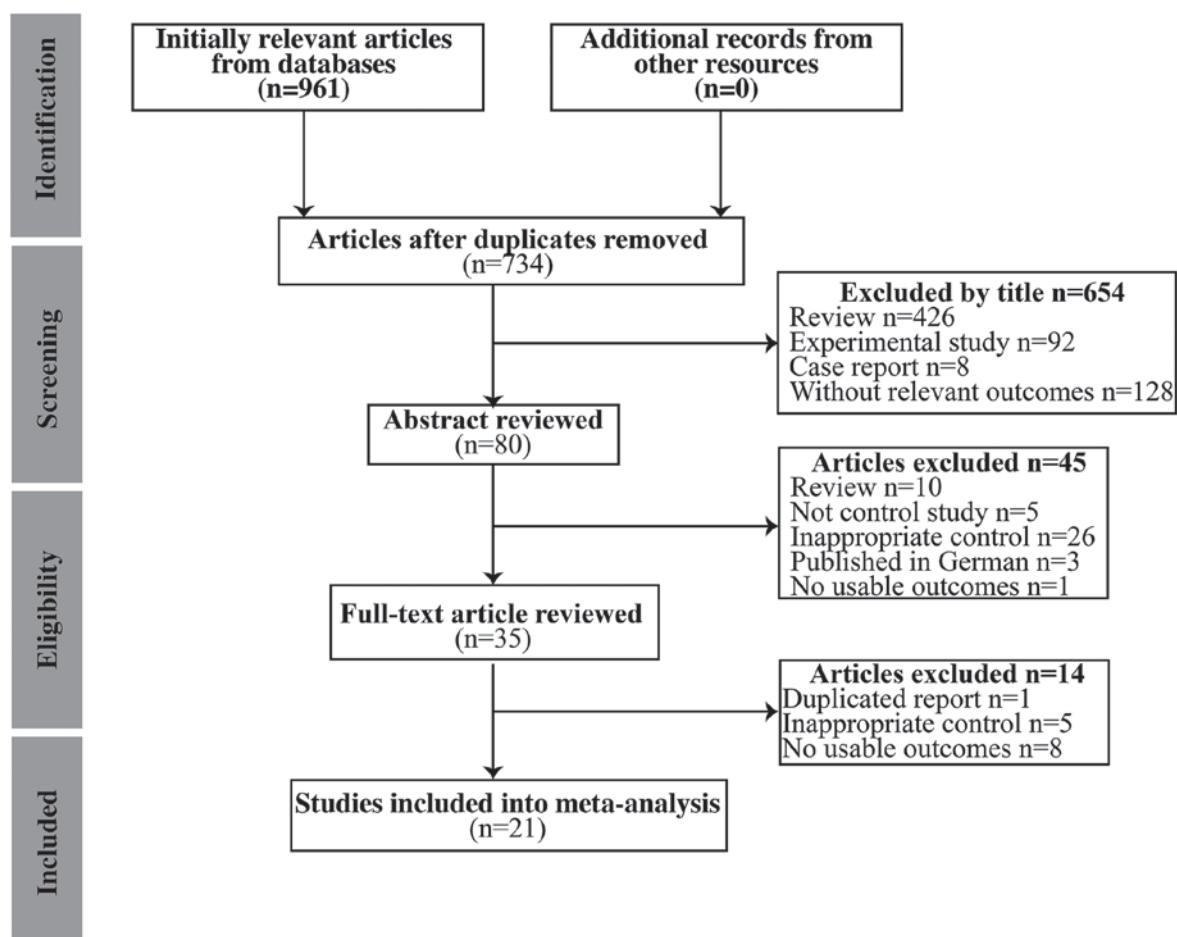 Identification
Initially relevant articles
from databases
(n=961)
Additional records from
other resources
(n=0)
Articles after duplicates removed
(n=734)
Screening
Excluded by title n=654
Review n=426
Experimental study n=92
Case report n=8
Without relevant outcomes n=128
Abstract reviewed
(n=80)
Articles excluded n=45
Review n=10
Not control study n=5
Inappropriate control n=26
Published in German n=3
No usable outcomes n=1
Eligibility
Full-text article reviewed
(n=35)
Articles excluded n=14
Duplicated report n=1
Inappropriate control n=5
No usable outcomes n=8
Included
Studies included into meta-analysis
(n=21)